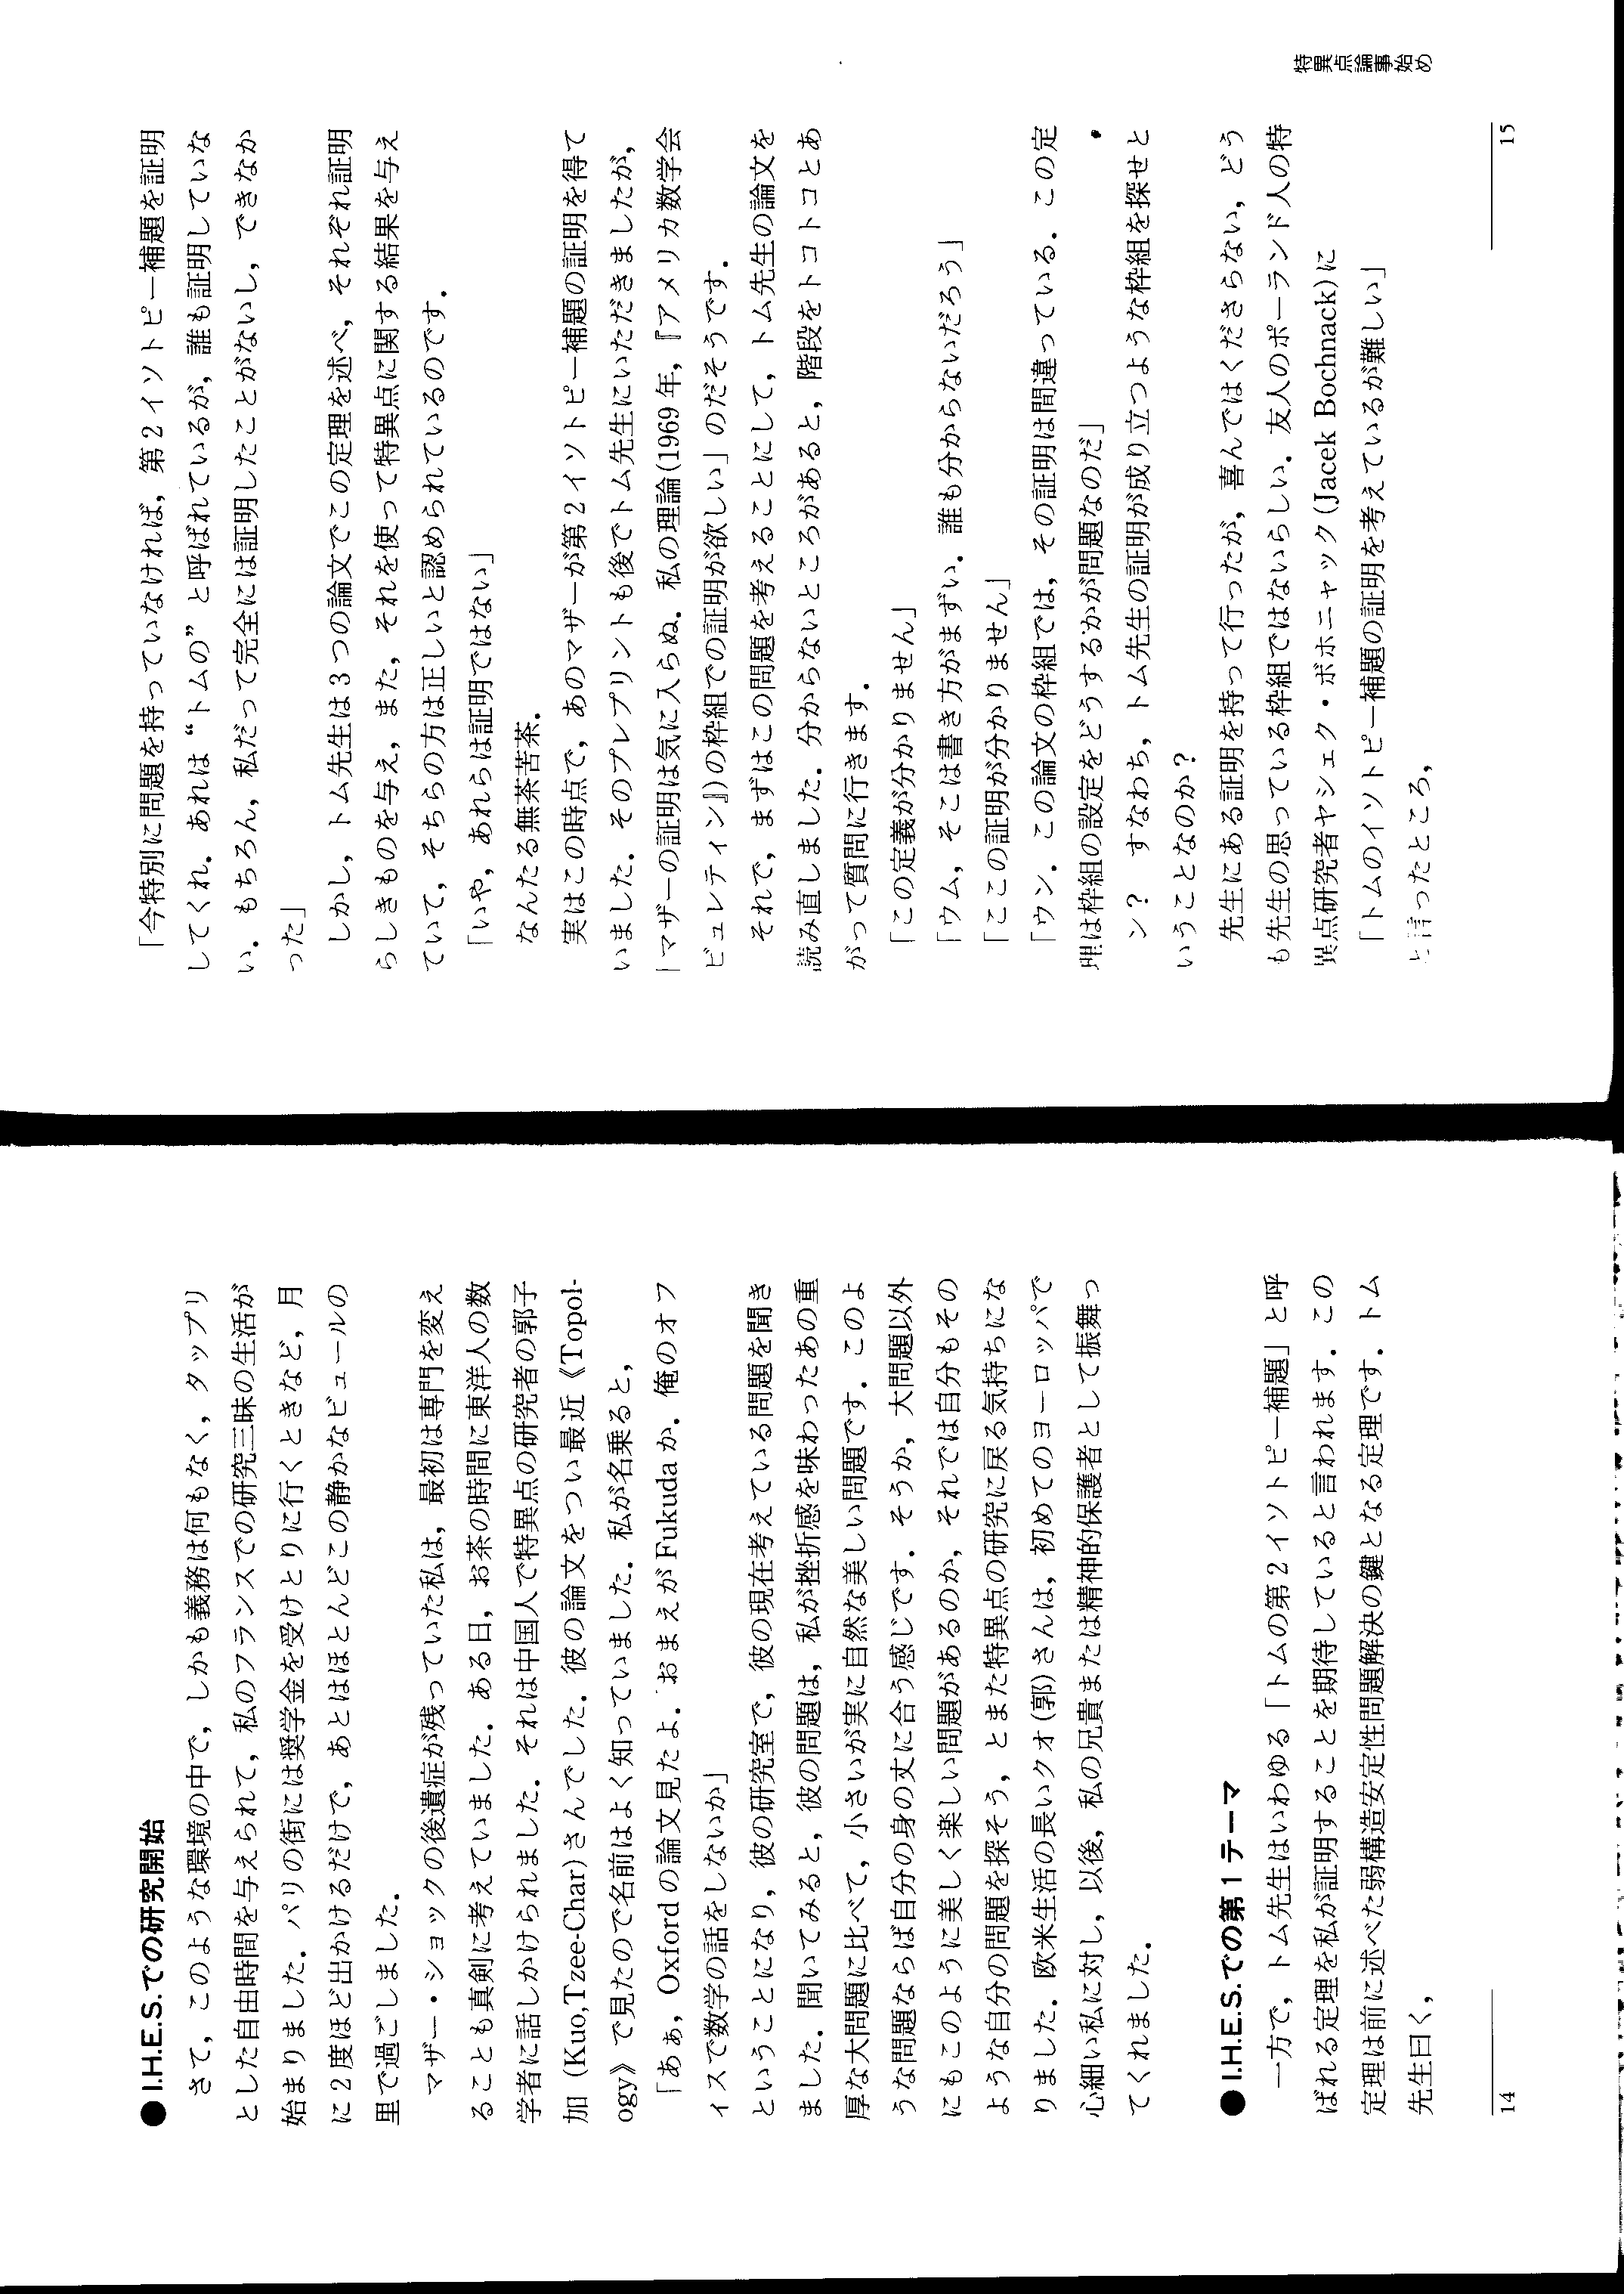 ● I.H.E.S.での研究開始
さて，このような環境の中で，しかも義務は何もなく，タップリ
とした自由時間を与えられて，私のフランスでの研究三昧の生活が
始まりました．パリの街には奨学金を受けとりに行くときなど，月
に2度ほど出かけるだけで，あとはほとんどこの静かなビュールの
里で過ごしました．
マザー・ショックの後遺症が残っていた私は，最初は専門を変え
ることも真剣に考えていました．ある日，お茶の時間に東洋人の数
学者に話しかけられました．それは中国人で特異点の研究者の郭子
加 (Kuo,Tzee-Char)さんでした．彼の論文をつい最近《Topol-
ogy》で見たので名前はよく知っていました．私が名乗ると，
「あぁ，Oxfordの論文見たよ．おまえがFukudaか．俺のオフ
ィスで数学の話をしないか」
ということになり，彼の研究室で，彼の現在考えている問題を聞き
ました．聞いてみると，彼の問題は，私が挫折感を味わったあの重
厚な大問題に比べて，小さいが実に自然な美しい問題です．このよ
うな問題ならば自分の身の丈に合う感じです．そうか，大問題以外
にもこのように美しく楽しい問題があるのか，それでは自分もその
ような自分の問題を探そう，とまた特異点の研究に戻る気持ちにな
りました．欧米生活の長いクオ(郭)さんは，初めてのヨーロッパで
心細い私に対し，以後，私の兄貴または精神的保護者として振舞っ
てくれました．
● I.H.E.S.での第1テーマ
一方で，トム先生はいわゆる「トムの第2イソトピー補題」と呼
ばれる定理を私が証明することを期待していると言われます．この
定理は前に述べた弱構造安定性問題解決の鍵となる定理です．トム
先生曰く，
14
特異点論事始め
「今特別に問題を持っていなければ，第2イソトピー補題を証明
してくれ．あれは“トムの”と呼ばれているが，誰も証明していな
い．もちろん，私だって完全には証明したことがないし，できなか
った」
しかし，トム先生は3つの論文でこの定理を述べ，それぞれ証明
らしきものを与え，また，それを使って特異点に関する結果を与え
ていて，そちらの方は正しいと認められているのです．
「いや，あれらは証明ではない」
なんたる無茶苦茶．
実はこの時点で，あのマザーが第2イソトピー補題の証明を得て
いました．そのプレプリントも後でトム先生にいただきましたが，
「マザーの証明は気に入らぬ．私の理論(1969年，『アメリカ数学会
ビュレティン』)の枠組での証明が欲しい」のだそうです．
それで，まずはこの問題を考えることにして，トム先生の論文を
読み直しました．分からないところがあると，階段をトコトコとあ
がって質問に行きます．
「この定義が分かりません」
「ウム，そこは書き方がまずい．誰も分からないだろう」
「ここの証明が分かりません」
「ウン．この論文の枠組では，その証明は間違っている．この定
理は枠組の設定をどうするかが問題なのだ」
ン？ すなわち，トム先生の証明が成り立つような枠組を探せと
いうことなのか？
先生にある証明を持って行ったが，喜んではくださらない，どう
も先生の思っている枠組ではないらしい．友人のポーランド人の特
異点研究者ヤシェク・ボホニャック(Jacek Bochnack)に
「トムのイソトピー補題の証明を考えているが難しい」
と言ったところ，
15